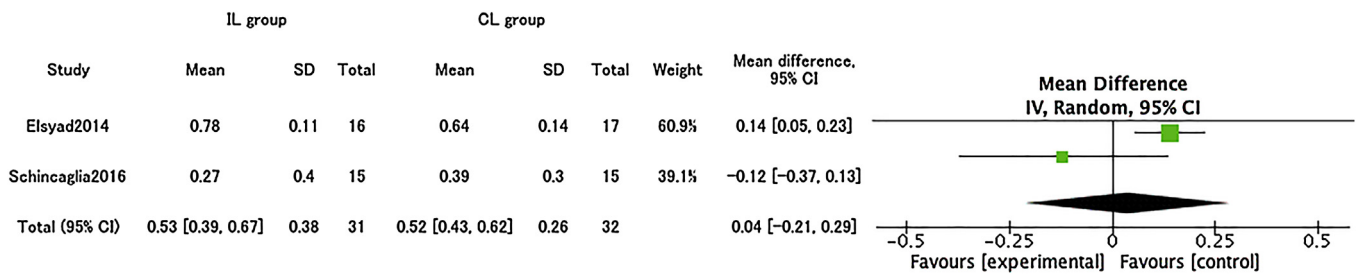 IL group CL group
Study Mean SD Total Mean SD Total Weight Mean difference, 95% CI
Mean Difference
IV, Random, 95% CI
Elsyad2014 0.78 0.11 16 0.64 0.14 17 60.9% 0.14 [0.05, 0.23]
Schincaglia2016 0.27 0.4 15 0.39 0.3 15 39.1% −0.12 [−0.37, 0.13]
Total (95% CI) 0.53 [0.39, 0.67] 0.38 31 0.52 [0.43, 0.62] 0.26 32 0.04 [−0.21, 0.29]
-0.5 -0.25 0 0.25 0.5
Favours [experimental] Favours [control]